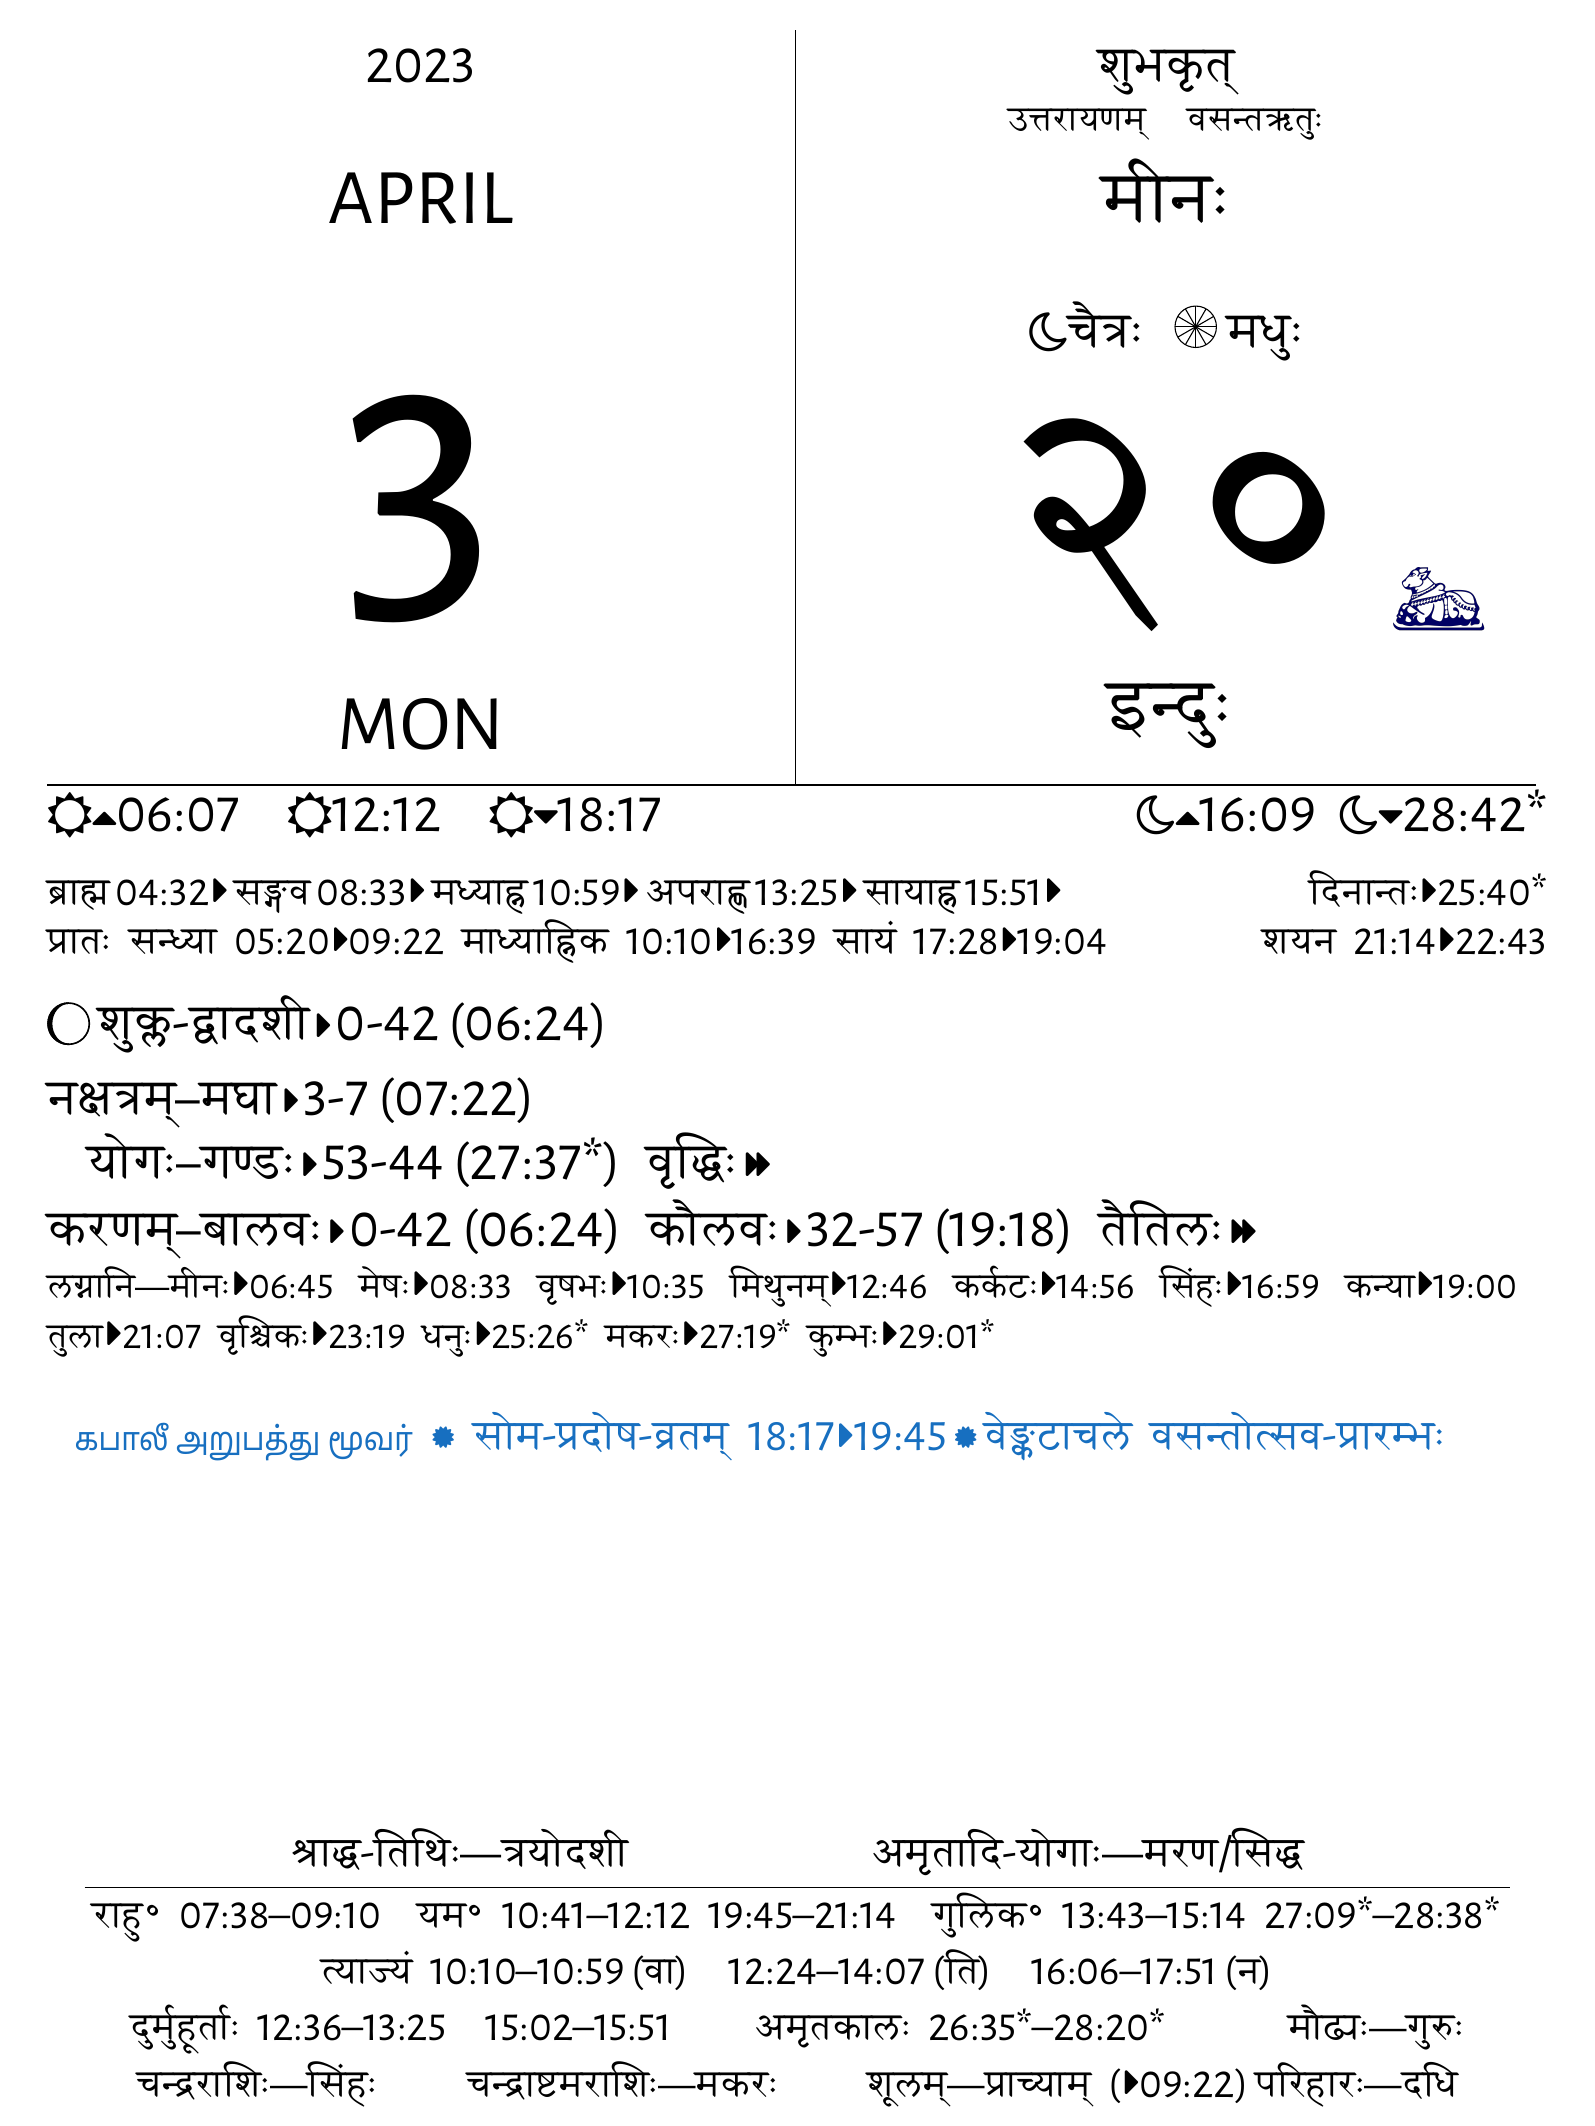 2023
APRIL
3
MON
शुभकृत्
उत्तरायणम् वसन्तऋतुः
मीनः
चैत्रः मधुः
२०
इन्दुः
06:07 12:12 18:17 16:09 28:42*
ब्राह्म 04:32 सङ्गव 08:33 मध्याह्न 10:59 अपराह्ण 13:25 सायाह्न 15:51 दिनान्तः 25:40*
प्रातः सन्ध्या 05:20 09:22 माध्याह्निक 10:10 16:39 सायं 17:28 19:04 शयन 21:14 22:43
शुक्ल-द्वादशी 0-42 (06:24)
नक्षत्रम्–मघा 3-7 (07:22)
योगः–गण्डः 53-44 (27:37*) वृद्धिः
करणम्–बालवः 0-42 (06:24) कौलवः 32-57 (19:18) तैतिलः
लग्नानि—मीनः 06:45 मेषः 08:33 वृषभः 10:35 मिथुनम् 12:46 कर्कटः 14:56 सिंहः 16:59 कन्या 19:00
तुला 21:07 वृश्चिकः 23:19 धनुः 25:26* मकरः 27:19* कुम्भः 29:01*
கபாலீ அறுபத்து மூவர் सोम-प्रदोष-व्रतम् 18:17 19:45 वेङ्कटाचले वसन्तोत्सव-प्रारम्भः
श्राद्ध-तिथिः—त्रयोदशी अमृतादि-योगाः—मरण/सिद्ध
राहु॰ 07:38–09:10 यम॰ 10:41–12:12 19:45–21:14 गुलिक॰ 13:43–15:14 27:09*–28:38*
त्याज्यं 10:10–10:59 (वा) 12:24–14:07 (ति) 16:06–17:51 (न)
दुर्मुहूर्ताः 12:36–13:25 15:02–15:51 अमृतकालः 26:35*–28:20* मौढ्यः—गुरुः
चन्द्रराशिः—सिंहः चन्द्राष्टमराशिः—मकरः शूलम्—प्राच्याम् (09:22) परिहारः—दधि